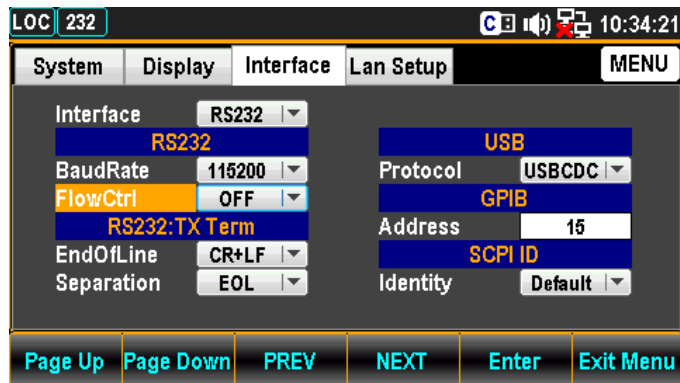 LOC 232 C 10:34:21
System Display Interface Lan Setup MENU
Interface RS232
RS232 USB
BaudRate 115200 Protocol USBCDC
FlowCtrl OFF GPIB
RS232:TX Term Address 15
EndOfLine CR+LF SCPI ID
Separation EOL Identity Default
Page Up Page Down PREV NEXT Enter Exit Menu